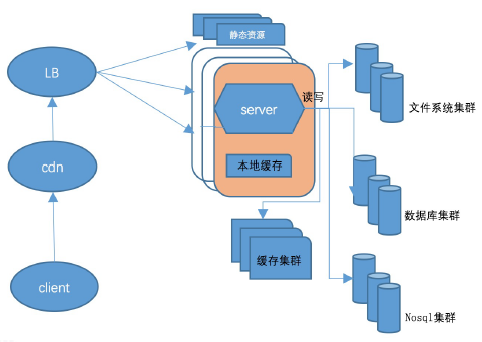 静态资源
LB
server
读写
文件系统集群
cdn
本地缓存
数据库集群
缓存集群
client
Nosql集群